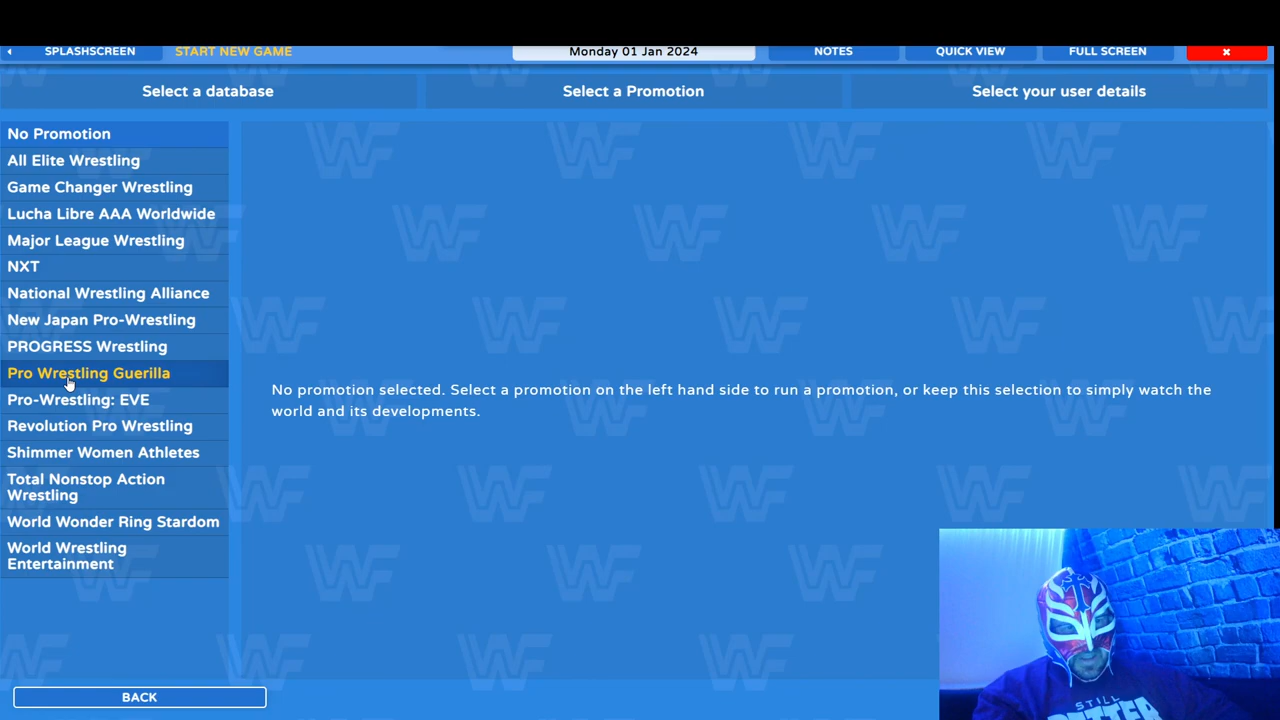 SPLASHSCREEN
START NEW GAME
Monday 01 Jan 2024
NOTES
QUICK VIEW
FULL SCREEN
Select a database
Select a Promotion
Select your user details
No Promotion
All Elite Wrestling
Game Changer Wrestling
Lucha Libre AAA Worldwide
Major League Wrestling
NXT
National Wrestling Alliance
New Japan Pro-Wrestling
PROGRESS Wrestling
Pro Wrestling Guerilla
Pro-Wrestling: EVE
Revolution Pro Wrestling
Shimmer Women Athletes
Total Nonstop Action
Wrestling
World Wonder Ring Stardom
World Wrestling
Entertainment
No promotion selected. Select a promotion on the left hand side to run a promotion, or keep this selection to simply watch the
world and its developments.
BACK
STILL